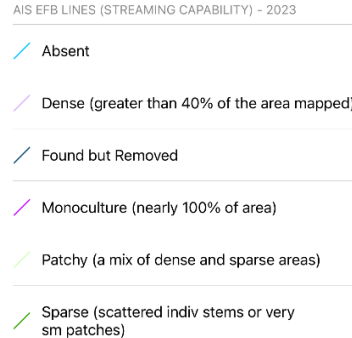 AIS EFB LINES (STREAMING CAPABILITY) - 2023
Absent
Dense (greater than 40% of the area mapped)
Found but Removed
Monoculture (nearly 100% of area)
Patchy (a mix of dense and sparse areas)
Sparse (scattered indiv stems or very
sm patches)